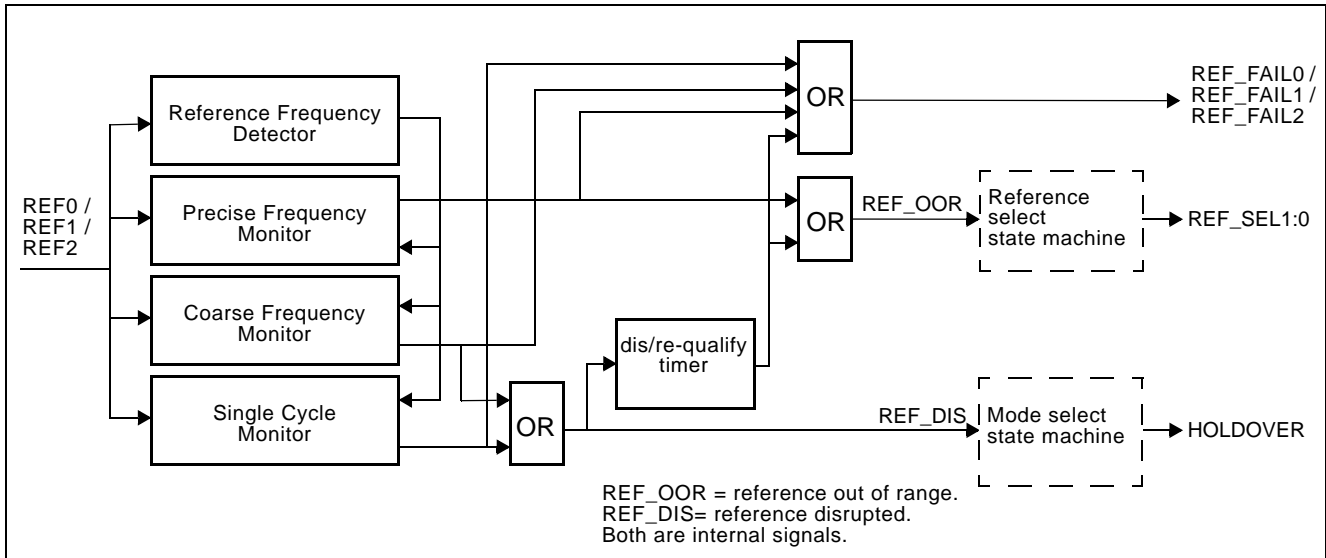 REF0 /
REF1 /
REF2
Reference Frequency
Detector
Precise Frequency
Monitor
Coarse Frequency
Monitor
Single Cycle
Monitor
OR
dis/re-qualify
timer
OR
OR
REF_FAIL0 /
REF_FAIL1 /
REF_FAIL2
REF_OOR
Reference
select
state machine
REF_SEL1:0
REF_DIS
Mode select
state machine
HOLDOVER
REF_OOR = reference out of range.
REF_DIS= reference disrupted.
Both are internal signals.